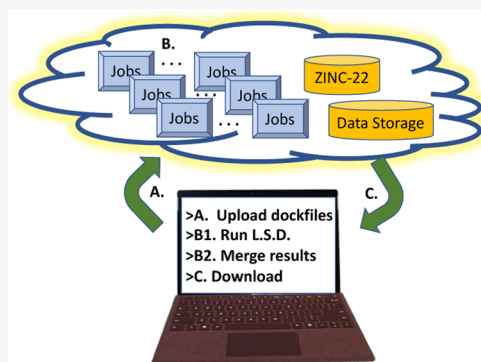 B.
Jobs ... Jobs
Jobs ... Jobs
Jobs ... Jobs
ZINC-22
Data Storage
A.
C.
>A. Upload dockfiles
>B1. Run L.S.D.
>B2. Merge results
>C. Download